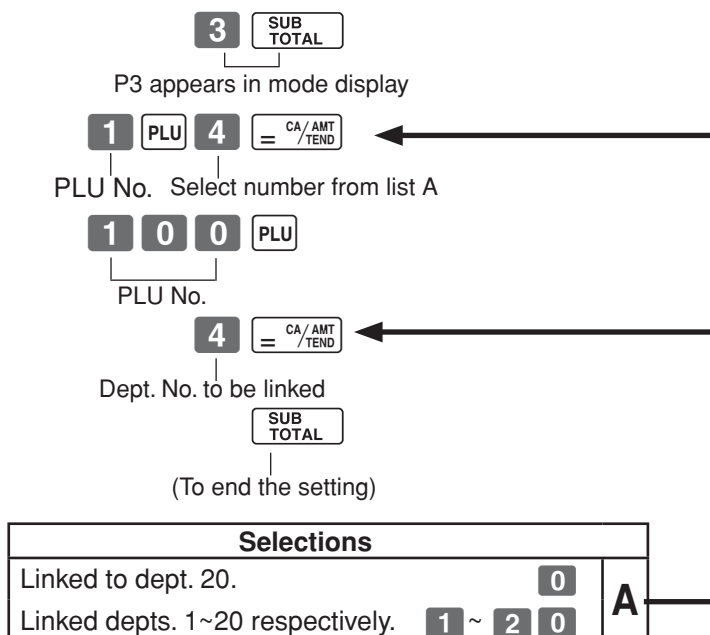 3 SUB TOTAL
P3 appears in mode display
1 PLU 4 = CA/AMT TEND
PLU No. Select number from list A
1 0 0 PLU
PLU No.
4 = CA/AMT TEND
Dept. No. to be linked
SUB TOTAL
(To end the setting)
Selections
Linked to dept. 20. 0
Linked depts. 1~20 respectively. 1 ~ 2 0
A